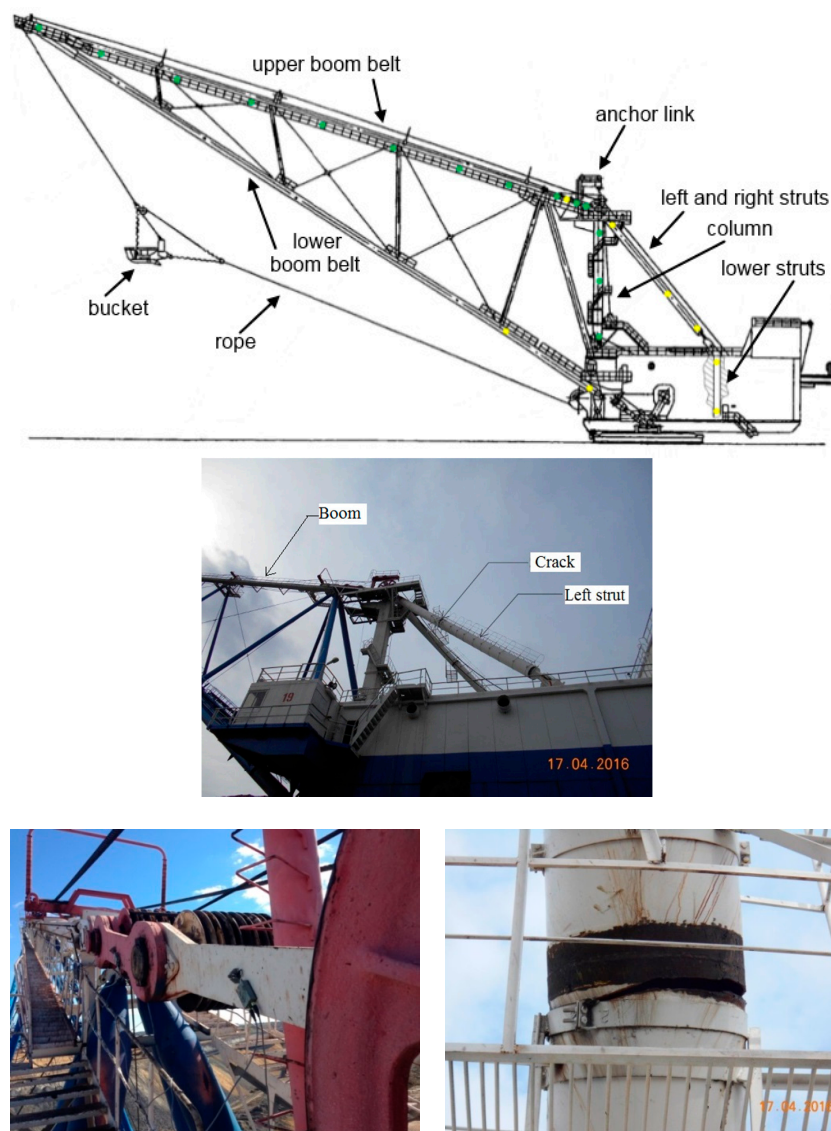 upper boom belt
anchor link
left and right struts
column
lower struts
lower
boom belt
bucket
rope
Boom
Crack
Left strut
19
17.04.2016
17.04.2016